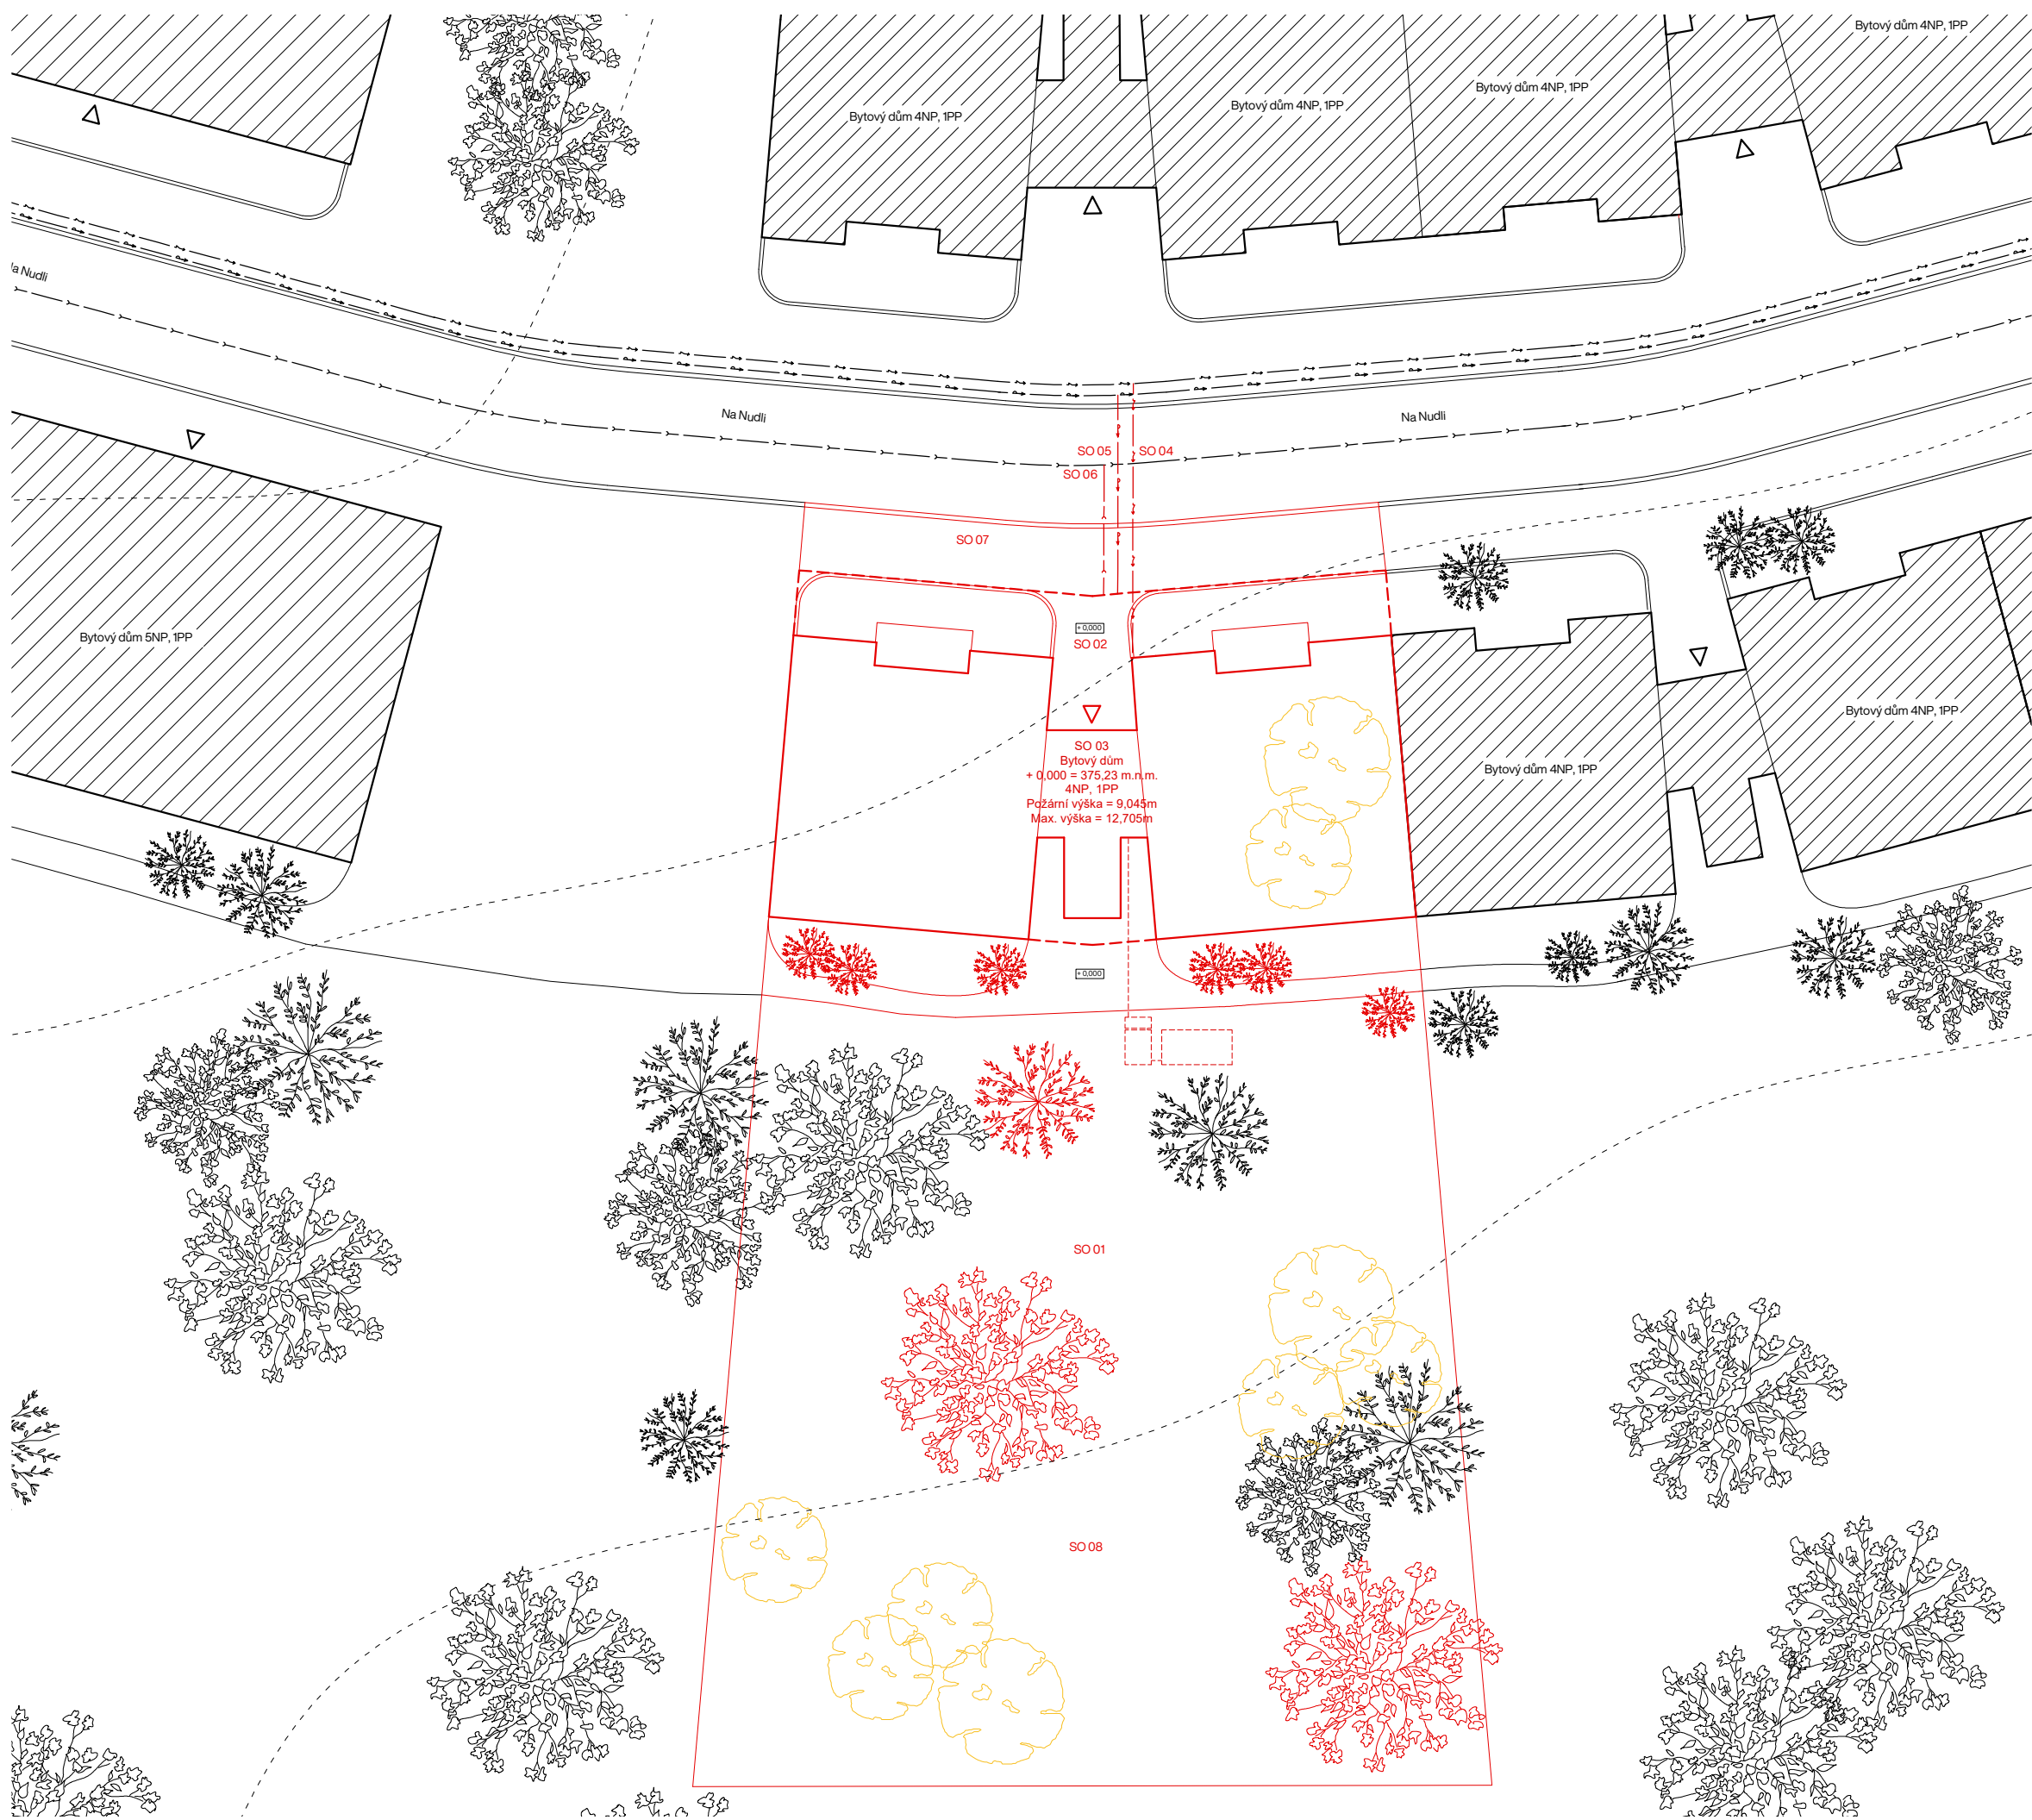 Bytový dům 4NP, 1PP
Bytový dům 4NP, 1PP
Bytový dům 4NP, 1PP
Bytový dům 4NP, 1PP
Na Nudli
Na Nudli
Na Nudli
SO 05
SO 04
SO 06
SO 07
+ 0,000
SO 02
Bytový dům 5NP, 1PP
SO 03
Bytový dům
+ 0,000 = 375,23 m.n.m.
4NP, 1PP
Požární výška = 9,045m
Max. výška = 12,705m
Bytový dům 4NP, 1PP
Bytový dům 4NP, 1PP
+ 0,000
SO 01
SO 08